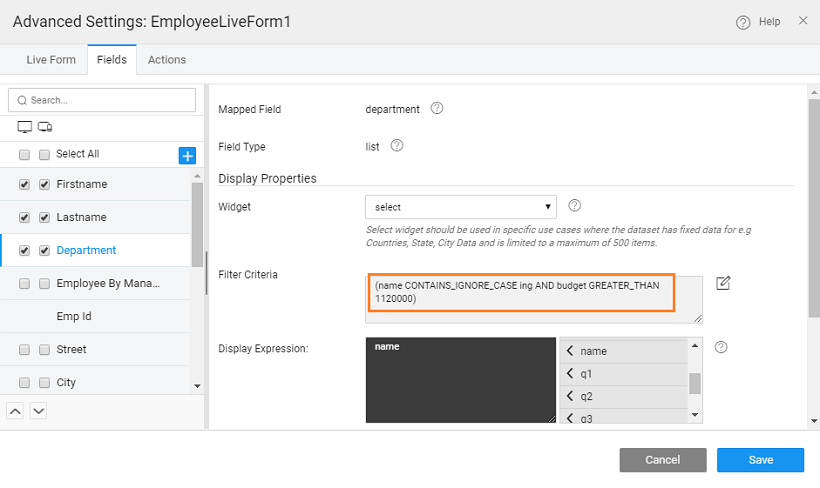 Advanced Settings: EmployeeLiveForm1
Help
Live Form Fields Actions
Search...
Select All
Firstname
Lastname
Department
Employee By Mana...
Emp Id
Street
City
Mapped Field department
Field Type list
Display Properties
Widget select
Select widget should be used in specific use cases where the dataset has fixed data for e.g
Countries, State, City Data and is limited to a maximum of 500 items.
Filter Criteria
(name CONTAINS_IGNORE_CASE ing AND budget GREATER_THAN
1120000)
Display Expression:
name
name
q1
q2
q3
Cancel Save